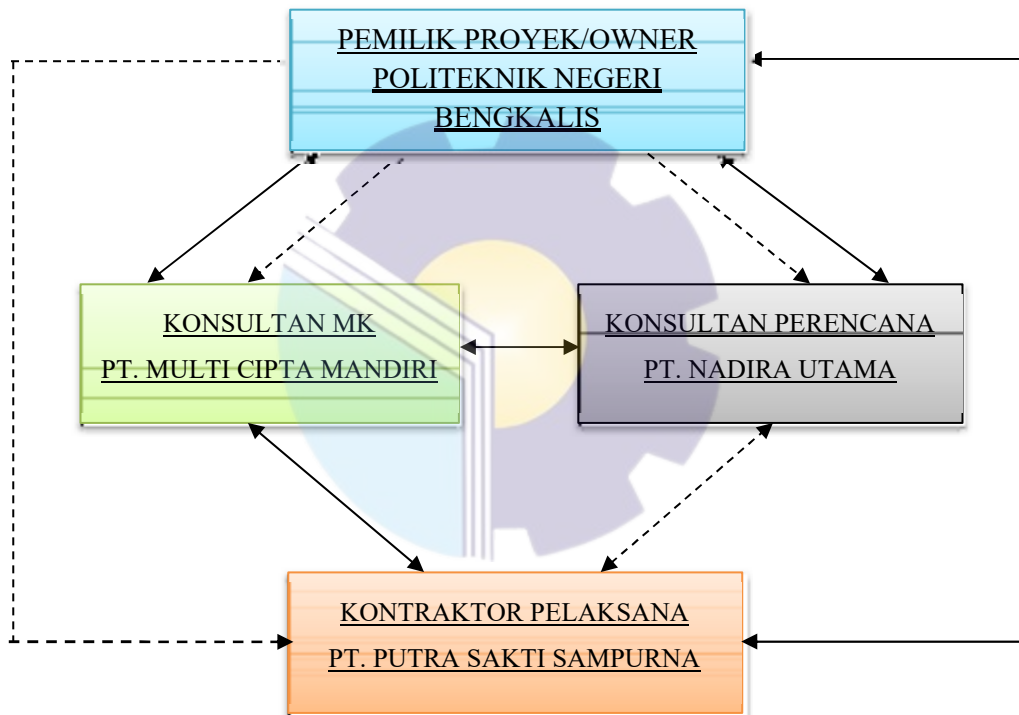 PEMILIK PROYEK/OWNER
POLITEKNIK NEGERI
BENGKALIS
KONSULTAN MK
PT. MULTI CIPTA MANDIRI
KONSULTAN PERENCANA
PT. NADIRA UTAMA
KONTRAKTOR PELAKSANA
PT. PUTRA SAKTI SAMPURNA